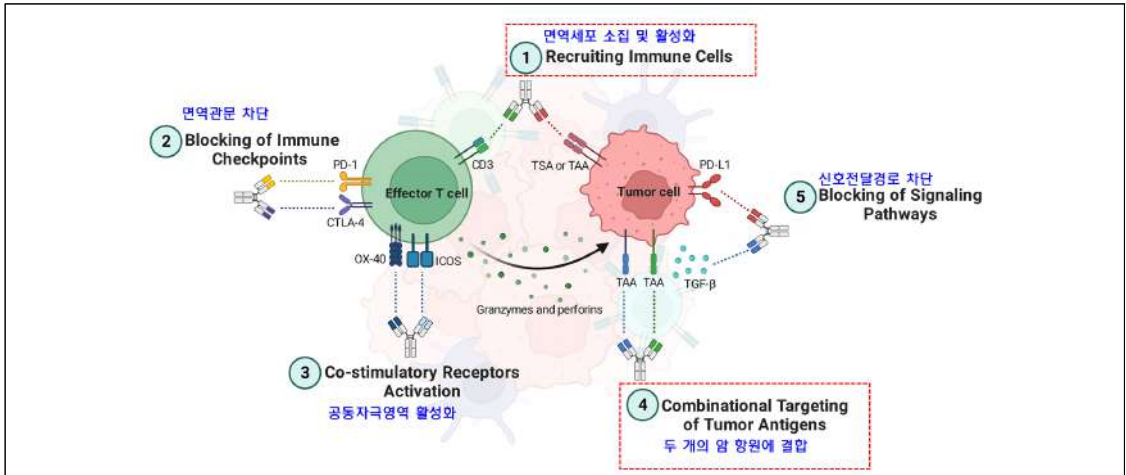 면역세포 소집 및 활성화
1
Recruiting Immune Cells
면역관문 차단
2
Blocking of Immune
Checkpoints
PD-1
CTLA-4
Effector T cell
CD3
TSA or TAA
Tumor cell
PD-L1
신호전달경로 차단
5
Blocking of Signaling
Pathways
OX-40
ICOS
Granzymes and perforins
TAA
TAA
TGF-β
3
Co-stimulatory Receptors
Activation
공동자극영역 활성화
4
Combinational Targeting
of Tumor Antigens
두 개의 암 항원에 결합